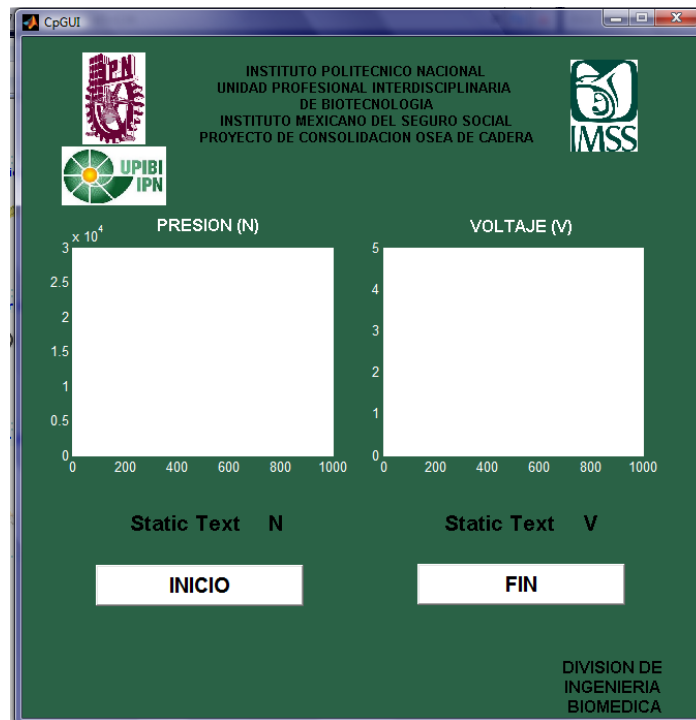 CpGUI
IPN
INSTITUTO POLITECNICO NACIONAL
UNIDAD PROFESIONAL INTERDISCIPLINARIA
DE BIOTECNOLOGIA
INSTITUTO MEXICANO DEL SEGURO SOCIAL
PROYECTO DE CONSOLIDACION OSEA DE CADERA
IMSS
UPIBI
IPN
PRESION (N)
x 10^4
3
2.5
2
1.5
1
0.5
0
0 200 400 600 800 1000
VOLTAJE (V)
5
4
3
2
1
0
0 200 400 600 800 1000
Static Text N
Static Text V
INICIO
FIN
DIVISION DE
INGENIERIA
BIOMEDICA